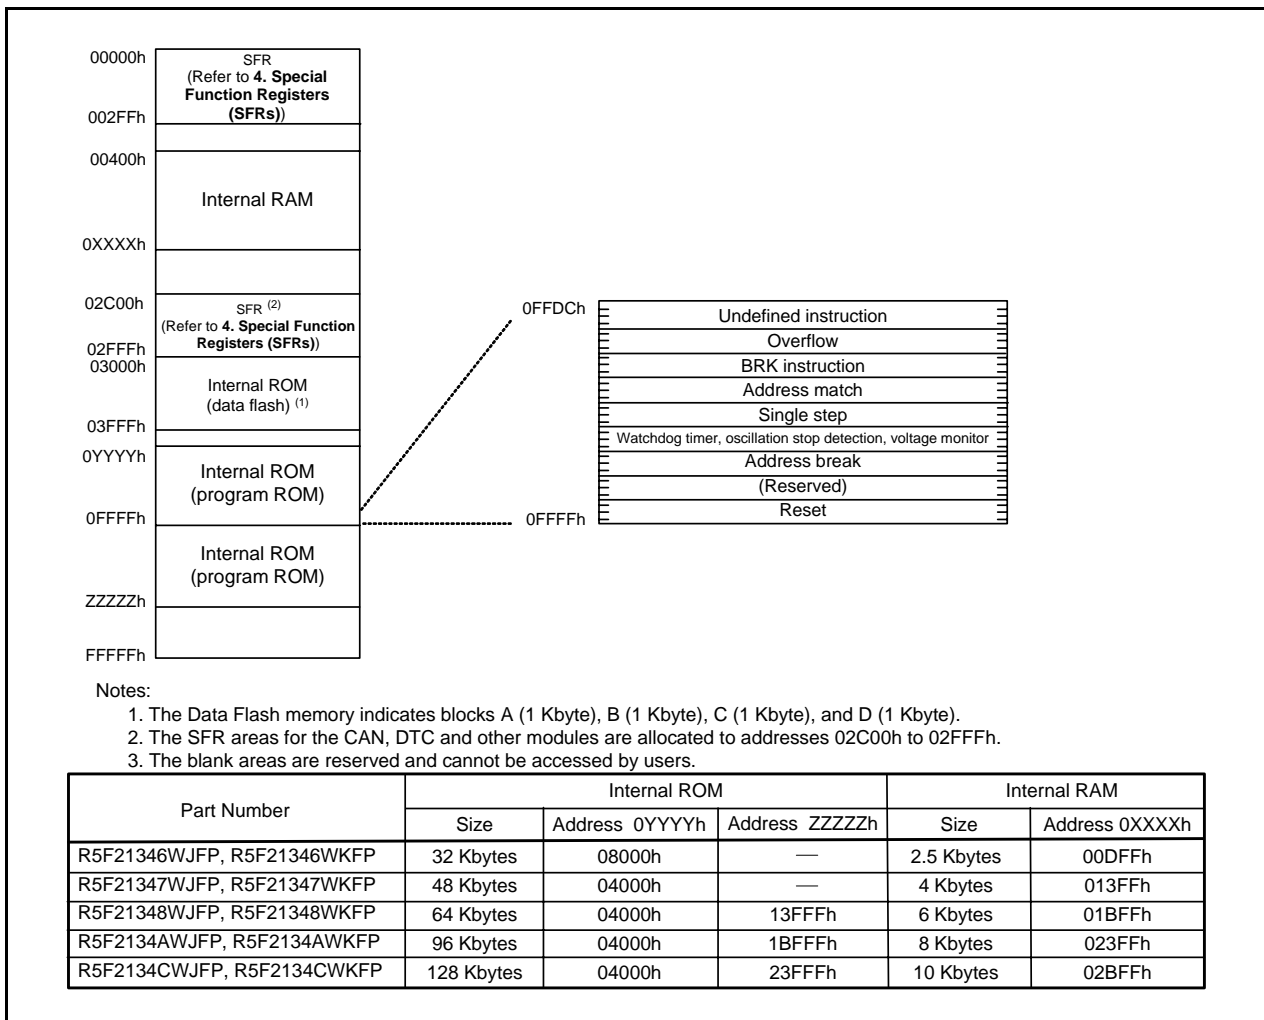 00000h
SFR
(Refer to 4. Special
Function Registers
(SFRs))
002FFh
00400h
Internal RAM
0XXXXh
02C00h
SFR (2)
(Refer to 4. Special Function
Registers (SFRs))
02FFFh
03000h
Internal ROM
(data flash) (1)
03FFFh
0YYYYh
Internal ROM
(program ROM)
0FFFFh
Internal ROM
(program ROM)
ZZZZZh
FFFFFh
0FFDCh
Undefined instruction
Overflow
BRK instruction
Address match
Single step
Watchdog timer, oscillation stop detection, voltage monitor
Address break
(Reserved)
Reset
0FFFFh
Notes:
1. The Data Flash memory indicates blocks A (1 Kbyte), B (1 Kbyte), C (1 Kbyte), and D (1 Kbyte).
2. The SFR areas for the CAN, DTC and other modules are allocated to addresses 02C00h to 02FFFh.
3. The blank areas are reserved and cannot be accessed by users.
Part Number Internal ROM Internal RAM
Size Address 0YYYYh Address ZZZZZh Size Address 0XXXXh
R5F21346WJFP, R5F21346WKFP 32 Kbytes 08000h — 2.5 Kbytes 00DFFh
R5F21347WJFP, R5F21347WKFP 48 Kbytes 04000h — 4 Kbytes 013FFh
R5F21348WJFP, R5F21348WKFP 64 Kbytes 04000h 13FFFh 6 Kbytes 01BFFh
R5F2134AWJFP, R5F2134AWKFP 96 Kbytes 04000h 1BFFFh 8 Kbytes 023FFh
R5F2134CWJFP, R5F2134CWKFP 128 Kbytes 04000h 23FFFh 10 Kbytes 02BFFh